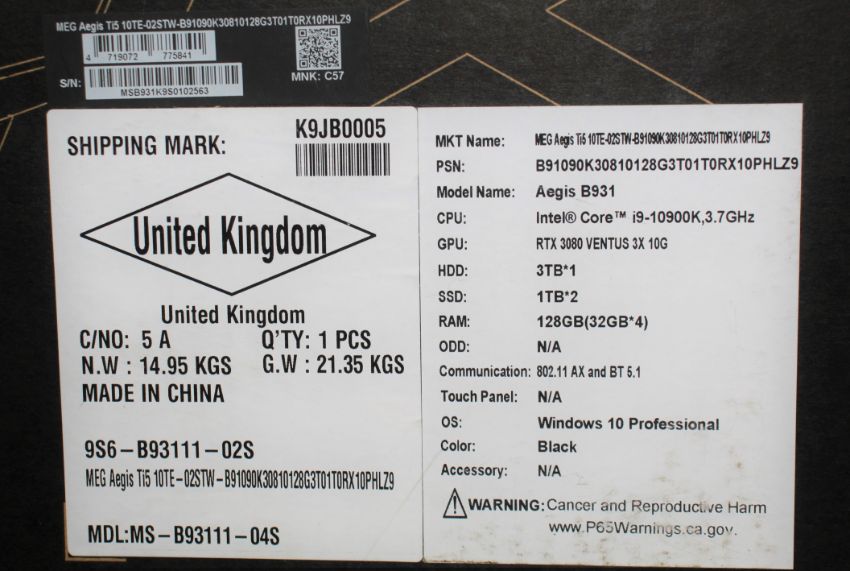 MEG Aegis Ti5 10TE-02STW-B91090K30810128G3T01T0RX10PHLZ9
4 719072 775841
MNK: C57
S/N:
MSB931K9S0102563
SHIPPING MARK:
K9JB0005
United Kingdom
United Kingdom
C/NO: 5 A Q'TY: 1 PCS
N.W : 14.95 KGS G.W : 21.35 KGS
MADE IN CHINA
9S6-B93111-02S
MEG Aegis Ti5 10TE-02STW-B91090K30810128G3T01T0RX10PHLZ9
MDL:MS-B93111-04S
MKT Name: MEG Aegis Ti5 10TE-02STW-B91090K30810128G3T01T0RX10PHLZ9
PSN: B91090K30810128G3T01T0RX10PHLZ9
Model Name: Aegis B931
CPU: Intel® Core™ i9-10900K,3.7GHz
GPU: RTX 3080 VENTUS 3X 10G
HDD: 3TB*1
SSD: 1TB*2
RAM: 128GB(32GB*4)
ODD: N/A
Communication: 802.11 AX and BT 5.1
Touch Panel: N/A
OS: Windows 10 Professional
Color: Black
Accessory: N/A
WARNING: Cancer and Reproductive Harm
www.P65Warnings.ca.gov.